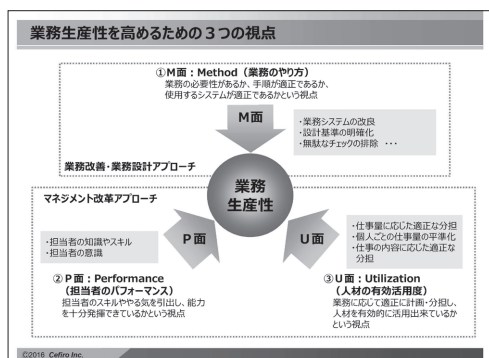 業務生産性を高めるための３つの視点
①M面：Method（業務のやり方）
業務の必要性があるか、手順が適正であるか、
使用するシステムが適正であるかという視点
M面
・業務システムの改良
・設計基準の明確化
・無駄なチェックの排除　･･･
業務改善・業務設計アプローチ
業務
生産性
マネジメント改革アプローチ
・担当者の知識やスキル
・担当者の意識
P面
U面
・仕事量に応じた適正な分担
・個人ごとの仕事量の平準化
・仕事の内容に応じた適正な
分担
②P面：Performance
（担当者のパフォーマンス）
担当者のスキルややる気を引出し、能力
を十分発揮できているかという視点
③U面：Utilization
（人材の有効活用度）
業務に応じて適正に計画・分担し、
人材を有効的に活用出来ているか
という視点
©2016 Cefiro Inc.